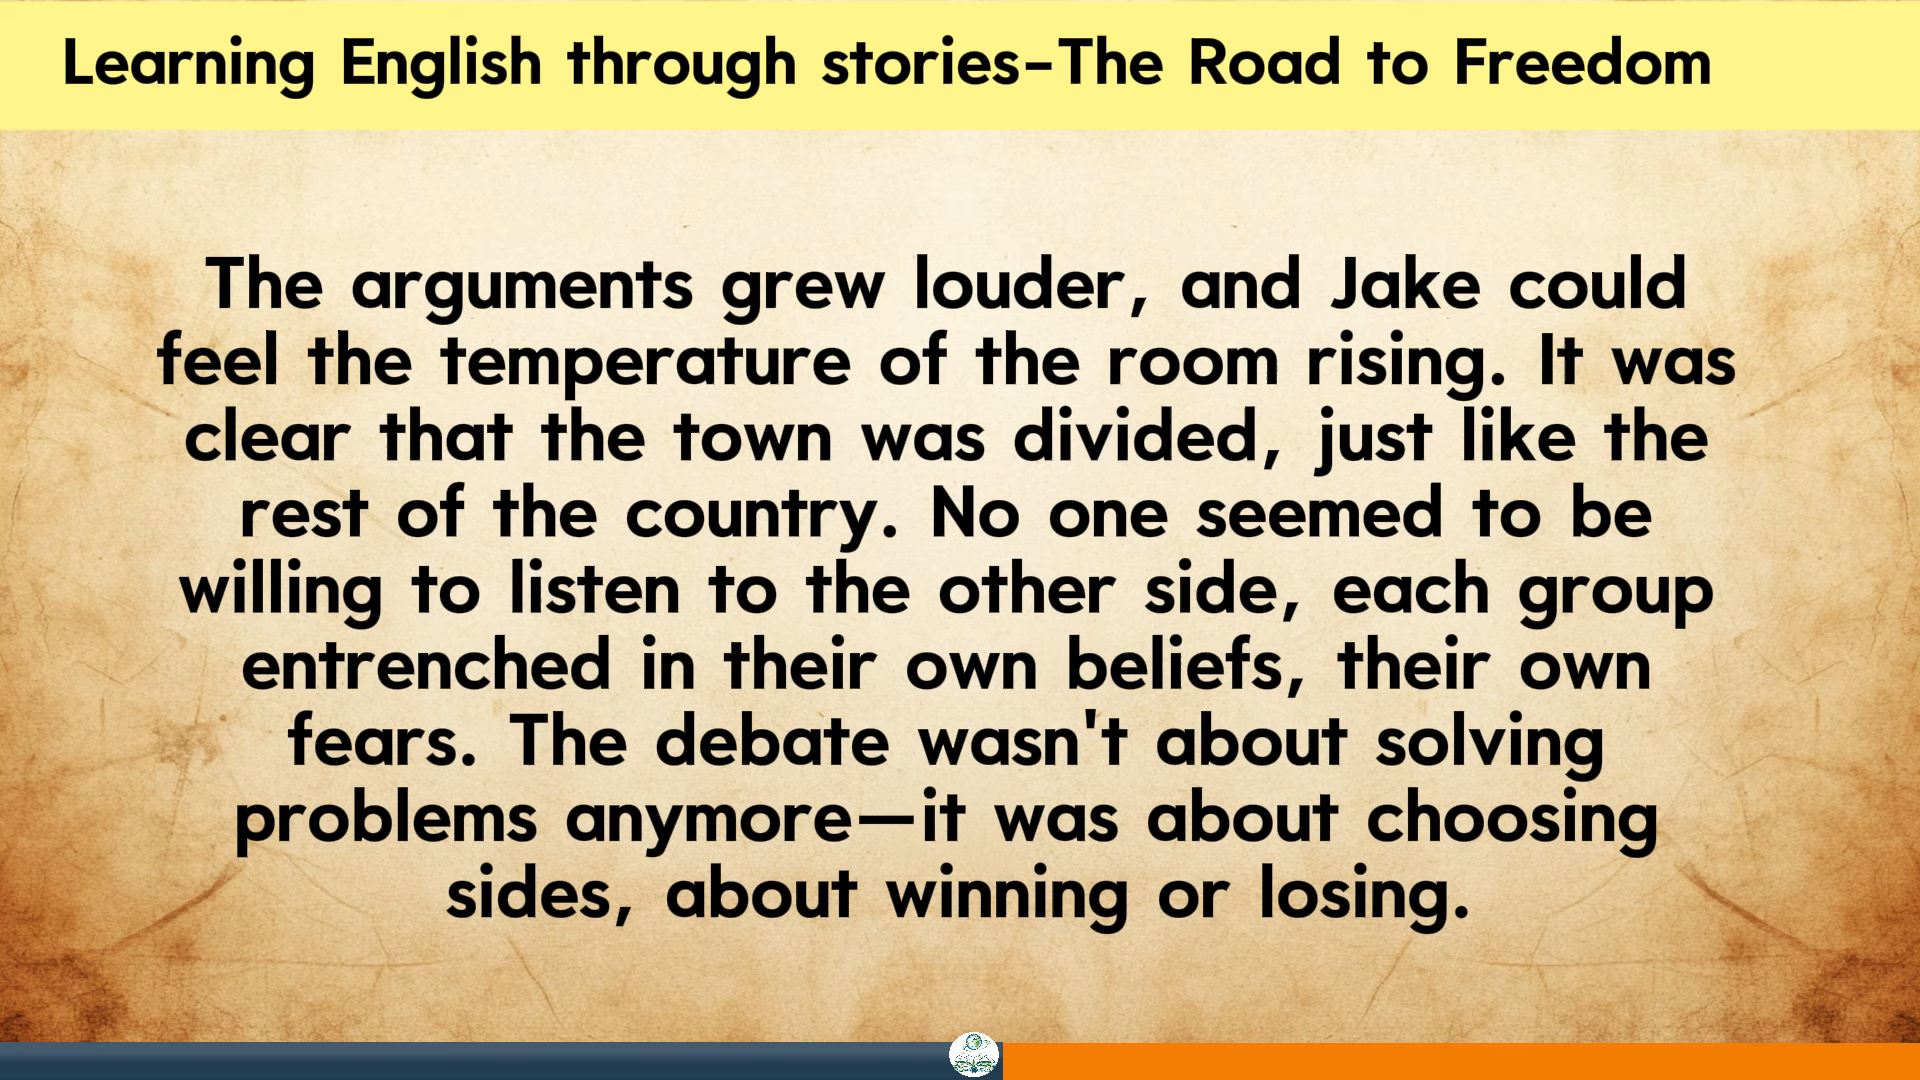 Learning English through stories-The Road to Freedom
The arguments grew louder, and Jake could
feel the temperature of the room rising. It was
clear that the town was divided, just like the
rest of the country. No one seemed to be
willing to listen to the other side, each group
entrenched in their own beliefs, their own
fears. The debate wasn't about solving
problems anymore—it was about choosing
sides, about winning or losing.